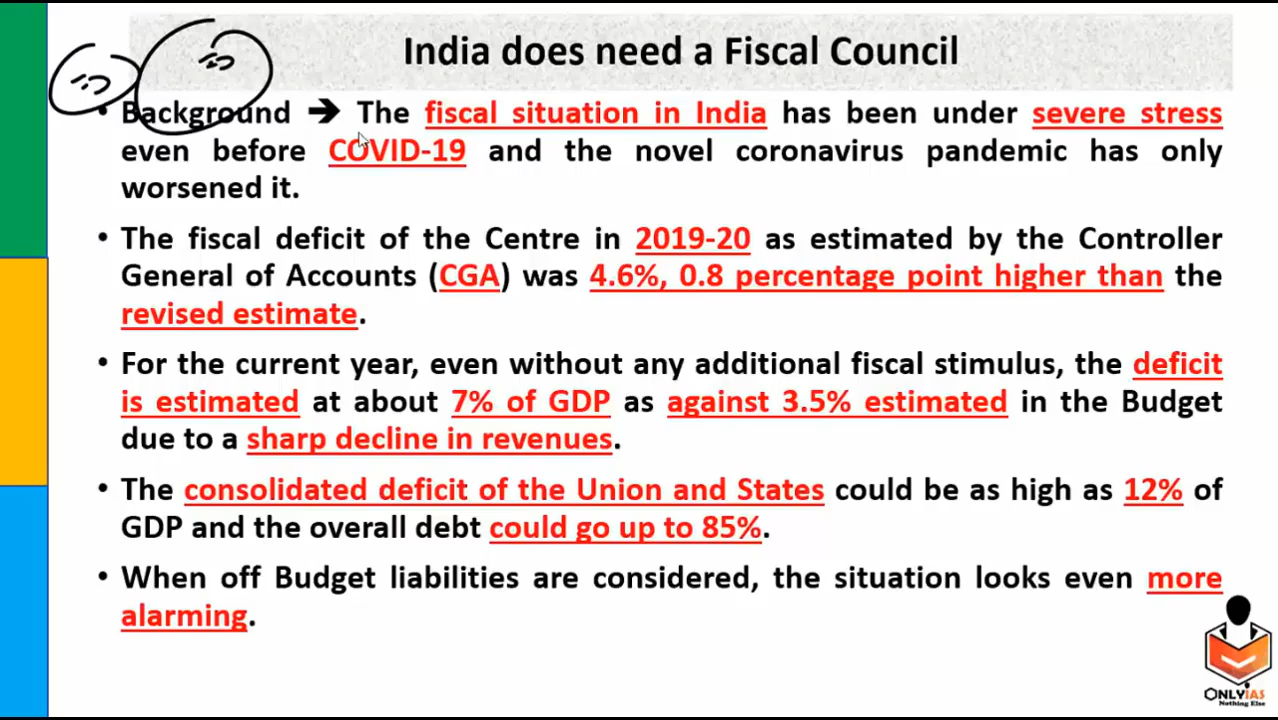 India does need a Fiscal Council
• Background ➔ The fiscal situation in India has been under severe stress
even before COVID-19 and the novel coronavirus pandemic has only
worsened it.
• The fiscal deficit of the Centre in 2019-20 as estimated by the Controller
General of Accounts (CGA) was 4.6%, 0.8 percentage point higher than the
revised estimate.
• For the current year, even without any additional fiscal stimulus, the deficit
is estimated at about 7% of GDP as against 3.5% estimated in the Budget
due to a sharp decline in revenues.
• The consolidated deficit of the Union and States could be as high as 12% of
GDP and the overall debt could go up to 85%.
• When off Budget liabilities are considered, the situation looks even more
alarming.
ONLYIAS
Nothing Else